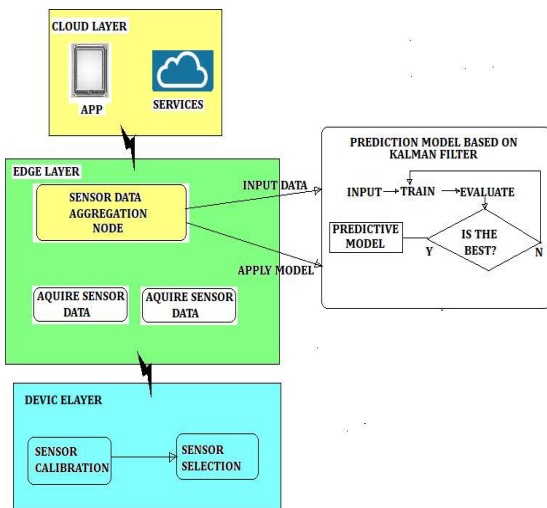 CLOUD LAYER
APP
SERVICES
EDGE LAYER
SENSOR DATA
AGGREGATION
NODE
AQUIRE SENSOR
DATA
AQUIRE SENSOR
DATA
INPUT DATA
APPLY MODEL
PREDICTION MODEL BASED ON
KALMAN FILTER
INPUT TRAIN EVALUATE
PREDICTIVE
MODEL
IS THE
BEST?
Y
N
DEVIC ELAYER
SENSOR
CALIBRATION
SENSOR
SELECTION